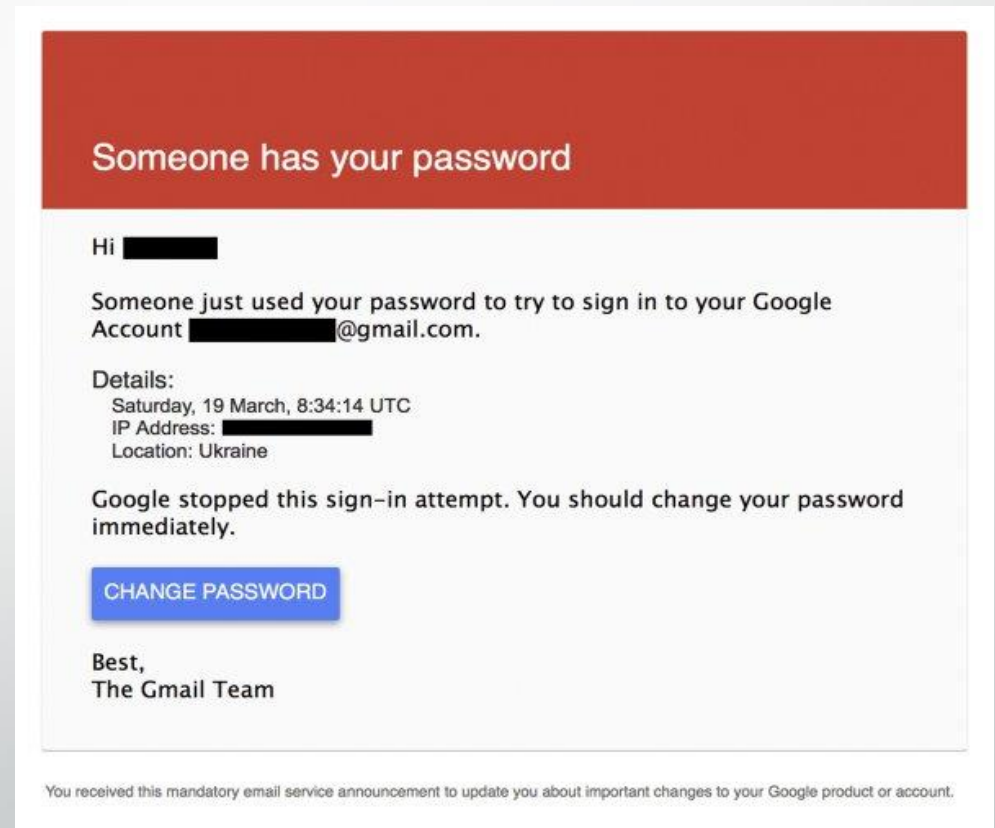 Someone has your password
Hi
Someone just used your password to try to sign in to your Google
Account @gmail.com.
Details:
Saturday, 19 March, 8:34:14 UTC
IP Address:
Location: Ukraine
Google stopped this sign-in attempt. You should change your password
immediately.
CHANGE PASSWORD
Best,
The Gmail Team
You received this mandatory email service announcement to update you about important changes to your Google product or account.